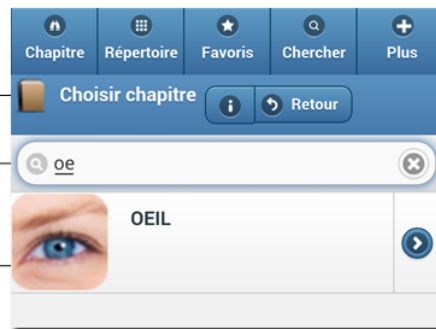 Chapitre Répertoire Favoris Chercher Plus
Choisir chapitre
Retour
oe
OEIL